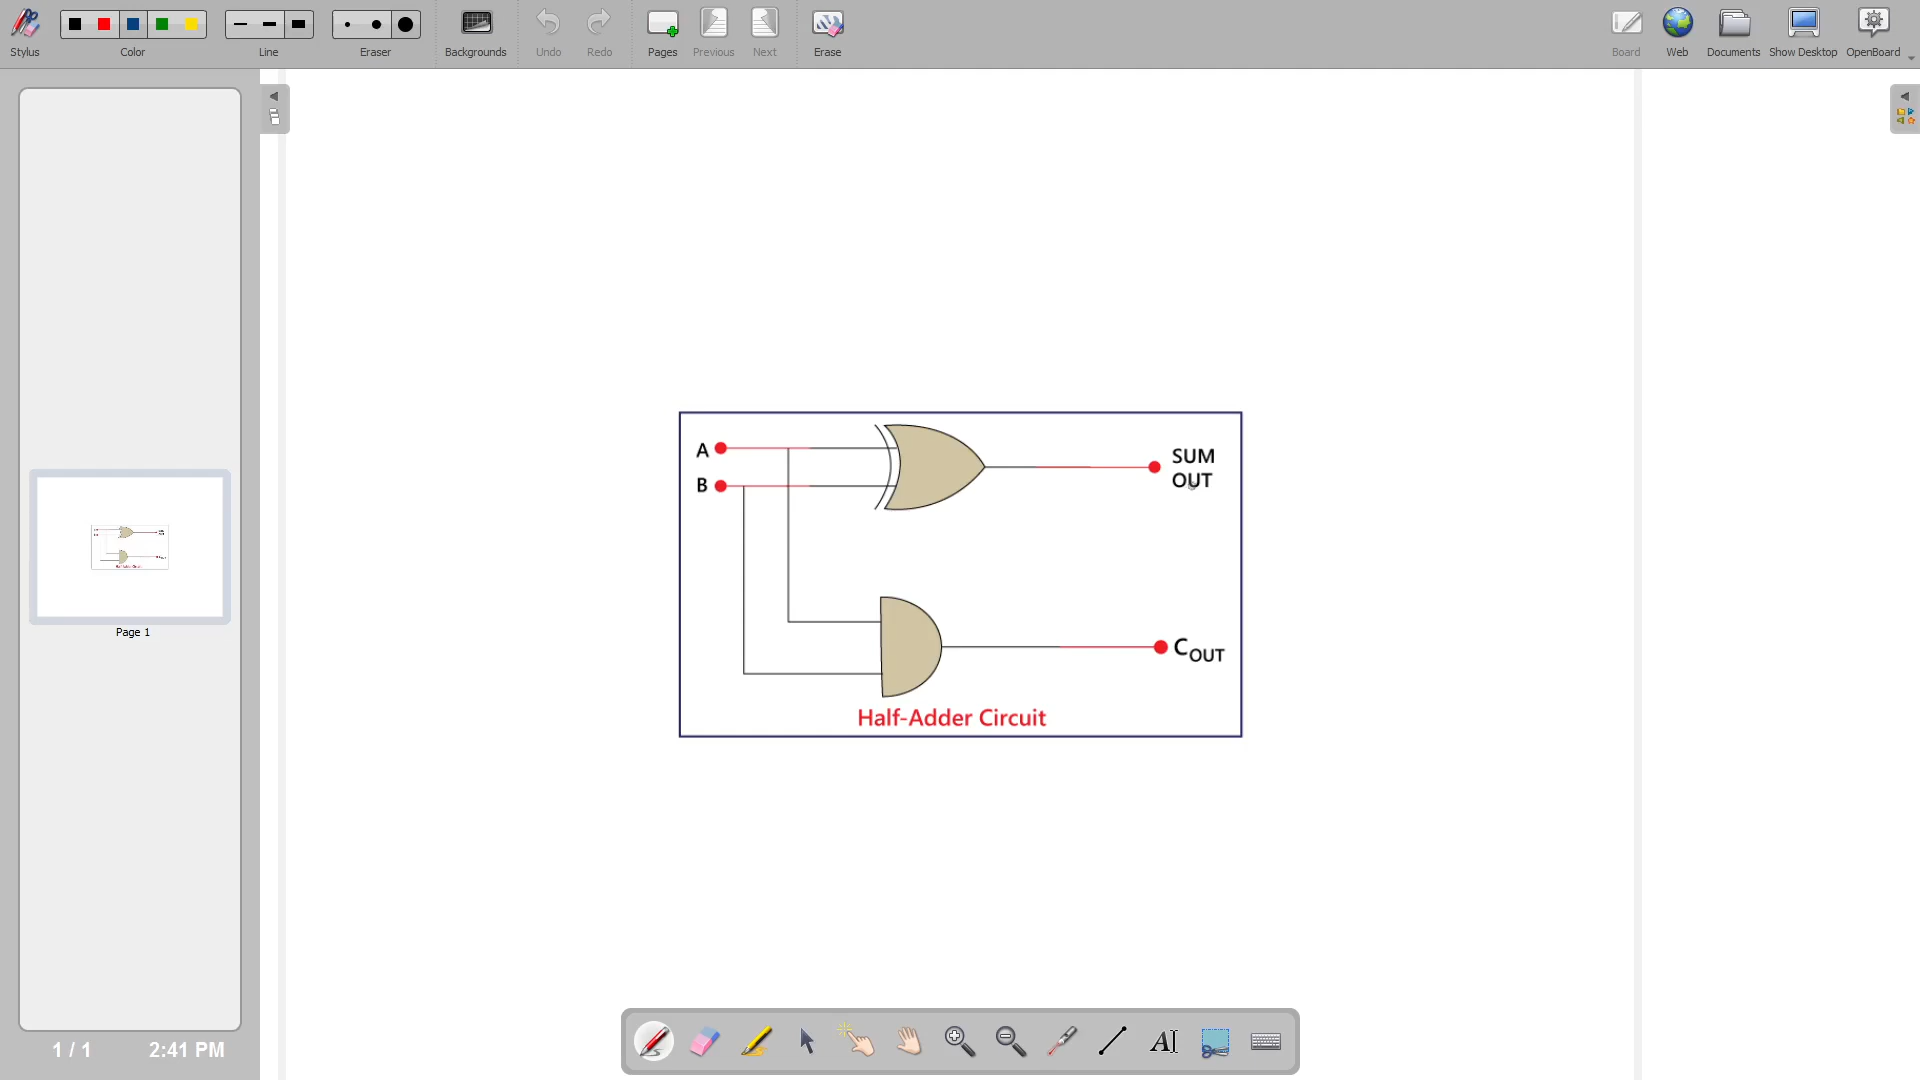 Stylus
Color
Line
Eraser
Backgrounds
Undo
Redo
Pages
Previous
Next
Erase
Board
Web
Documents
Show Desktop
OpenBoard
A
B
SUM
OUT
COUT
Half-Adder Circuit
Page 1
1 / 1
2:41 PM
AI